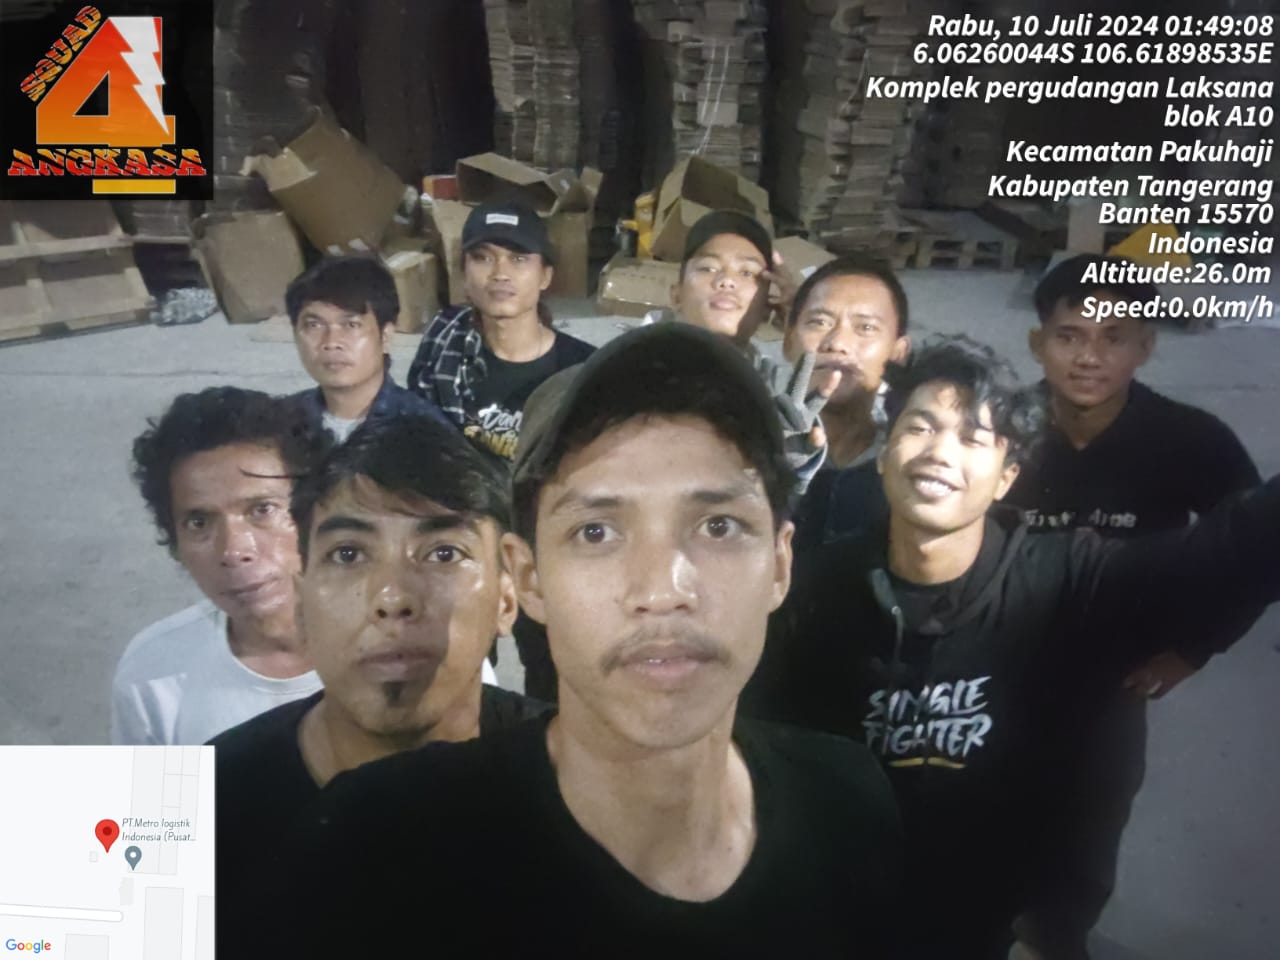 SQUAD
4
ANGKASA
Rabu, 10 Juli 2024 01:49:08
6.06260044S 106.61898535E
Komplek pergudangan Laksana
blok A10
Kecamatan Pakuhaji
Kabupaten Tangerang
Banten 15570
Indonesia
Altitude:26.0m
Speed:0.0km/h
SINGLE
FIGHTER
PT.Metro logistik
Indonesia (Pusat...
Google